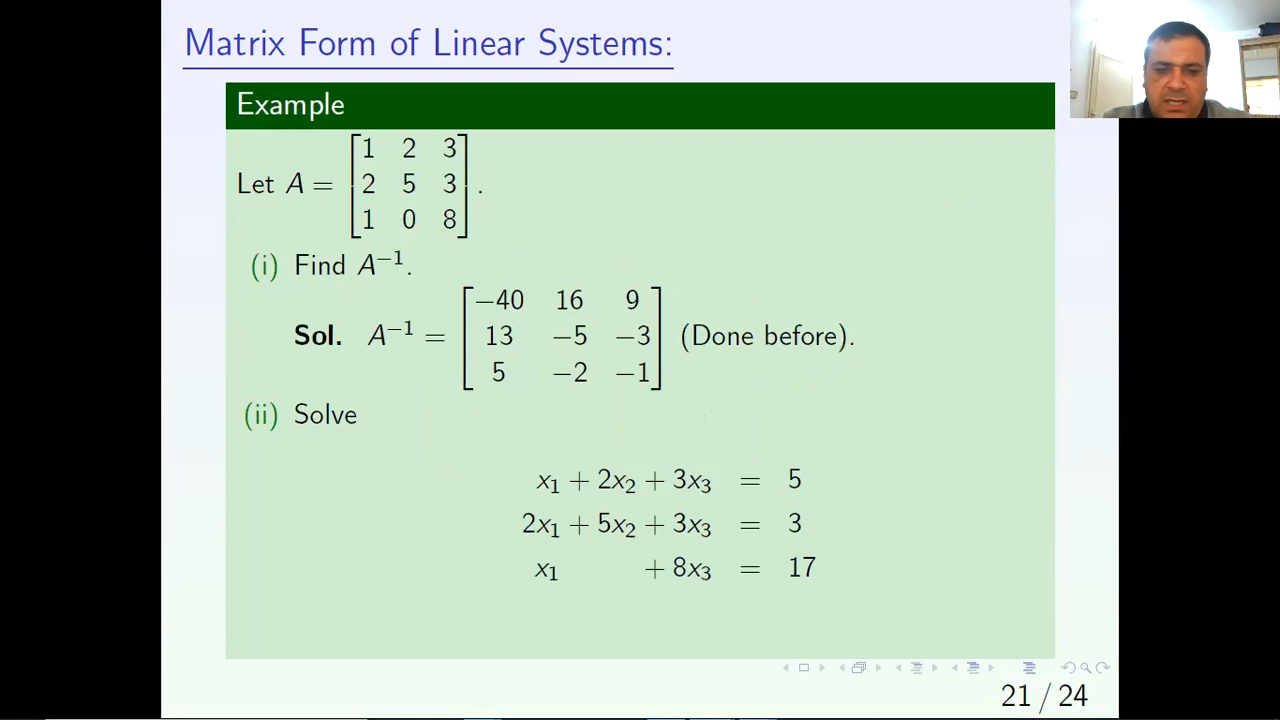 Matrix Form of Linear Systems:
Example
Let A = [1 2 3
2 5 3
1 0 8].
(i) Find A⁻¹.
Sol. A⁻¹ = [−40 16 9
13 −5 −3
5 −2 −1] (Done before).
(ii) Solve
x₁ + 2x₂ + 3x₃ = 5
2x₁ + 5x₂ + 3x₃ = 3
x₁ + 8x₃ = 17
21 / 24